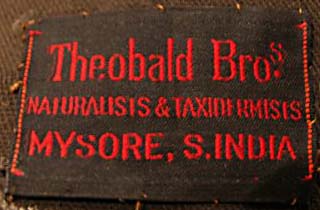 Theobald Bros.
NATURALISTS & TAXIDERMISTS
MYSORE, S.INDIA